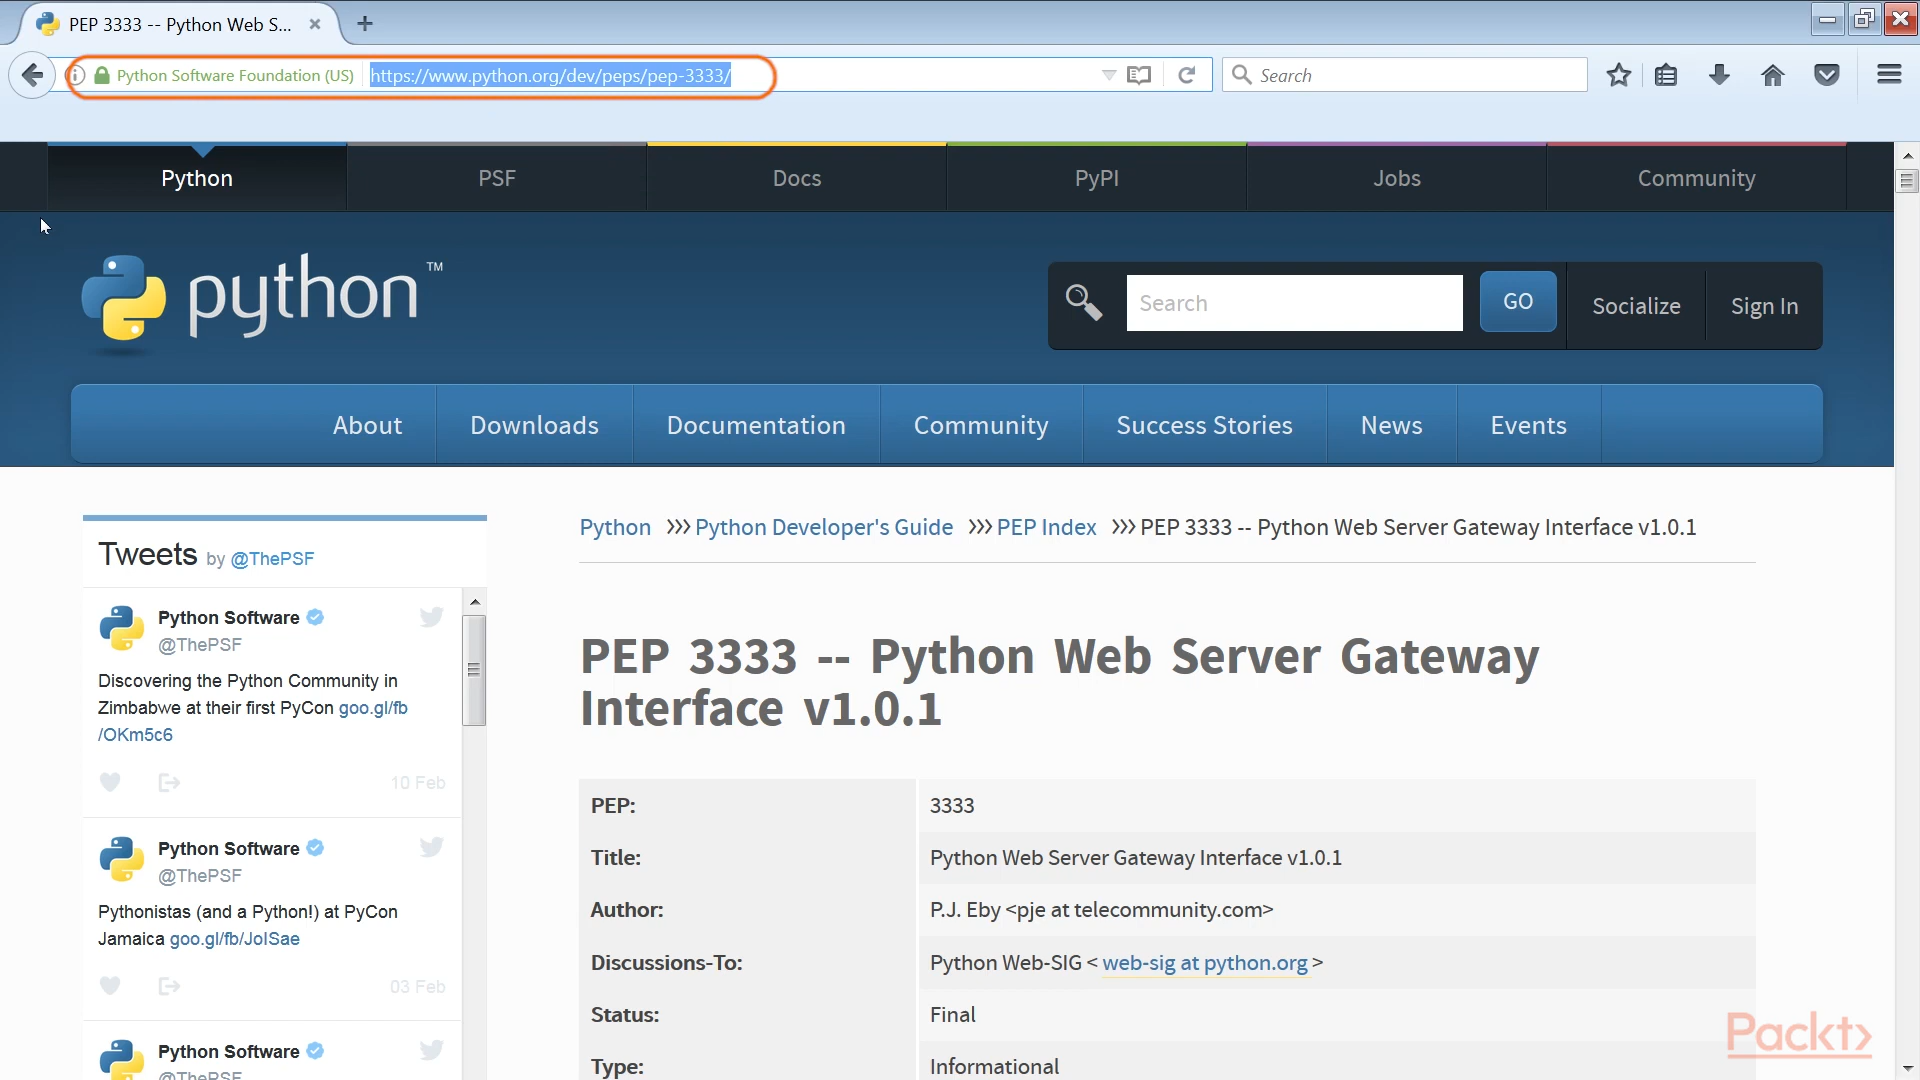 PEP 3333 -- Python Web S...
Python Software Foundation (US) https://www.python.org/dev/peps/pep-3333/
Search
Python PSF Docs PyPI Jobs Community
python™
Search GO Socialize Sign In
About Downloads Documentation Community Success Stories News Events
Python >>> Python Developer's Guide >>> PEP Index >>> PEP 3333 -- Python Web Server Gateway Interface v1.0.1
Tweets by @ThePSF
Python Software
@ThePSF
Discovering the Python Community in
Zimbabwe at their first PyCon goo.gl/fb
/OKm5c6
10 Feb
Python Software
@ThePSF
Pythonistas (and a Python!) at PyCon
Jamaica goo.gl/fb/JoISae
03 Feb
Python Software
@ThePSF
PEP 3333 -- Python Web Server Gateway
Interface v1.0.1
PEP: 3333
Title: Python Web Server Gateway Interface v1.0.1
Author: P.J. Eby <pje at telecommunity.com>
Discussions-To: Python Web-SIG < web-sig at python.org >
Status: Final
Type: Informational
Packt>